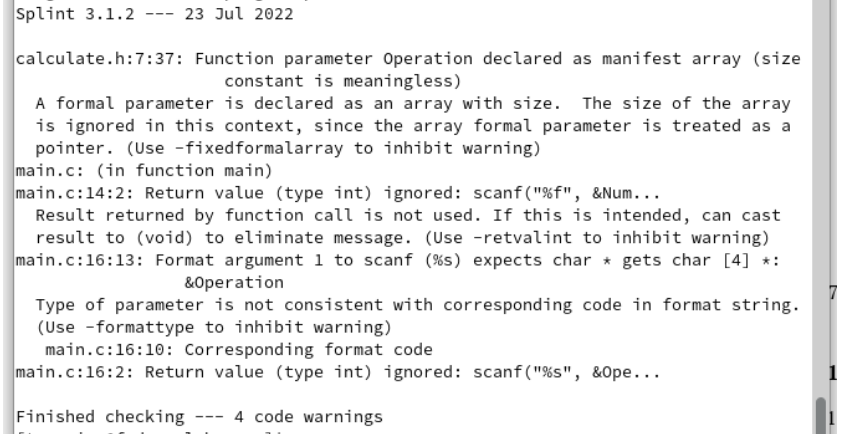 Splint 3.1.2 --- 23 Jul 2022
calculate.h:7:37: Function parameter Operation declared as manifest array (size
constant is meaningless)
A formal parameter is declared as an array with size.  The size of the array
is ignored in this context, since the array formal parameter is treated as a
pointer. (Use -fixedformalarray to inhibit warning)
main.c: (in function main)
main.c:14:2: Return value (type int) ignored: scanf("%f", &Num...
Result returned by function call is not used. If this is intended, can cast
result to (void) to eliminate message. (Use -retvalint to inhibit warning)
main.c:16:13: Format argument 1 to scanf (%s) expects char * gets char [4] *:
&Operation
Type of parameter is not consistent with corresponding code in format string.
(Use -formattype to inhibit warning)
main.c:16:10: Corresponding format code
main.c:16:2: Return value (type int) ignored: scanf("%s", &Ope...
Finished checking --- 4 code warnings
7
1
1